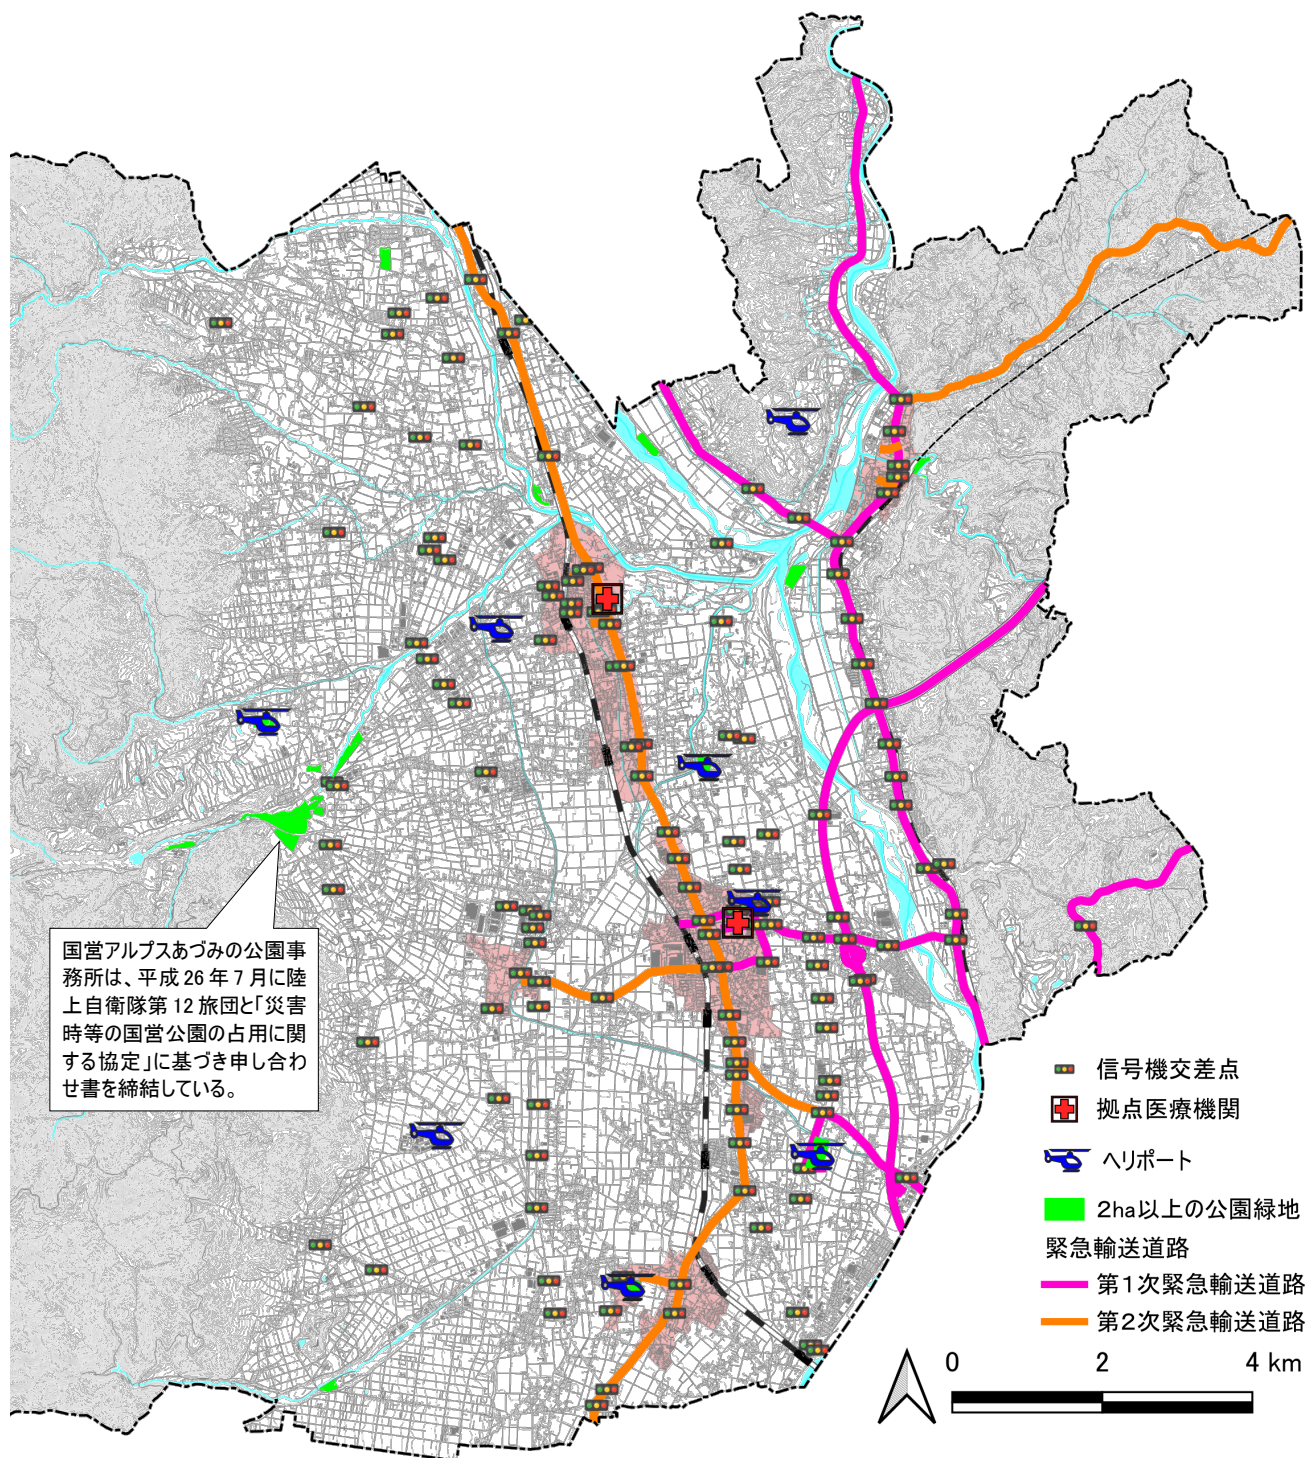 国営アルプスあづみの公園事
務所は、平成 26 年 7 月に陸
上自衛隊第 12 旅団と「災害
時等の国営公園の占用に関
する協定」に基づき申し合わ
せ書を締結している。
信号機交差点
拠点医療機関
ヘリポート
2ha以上の公園緑地
緊急輸送道路
第1次緊急輸送道路
第2次緊急輸送道路
0 2 4 km